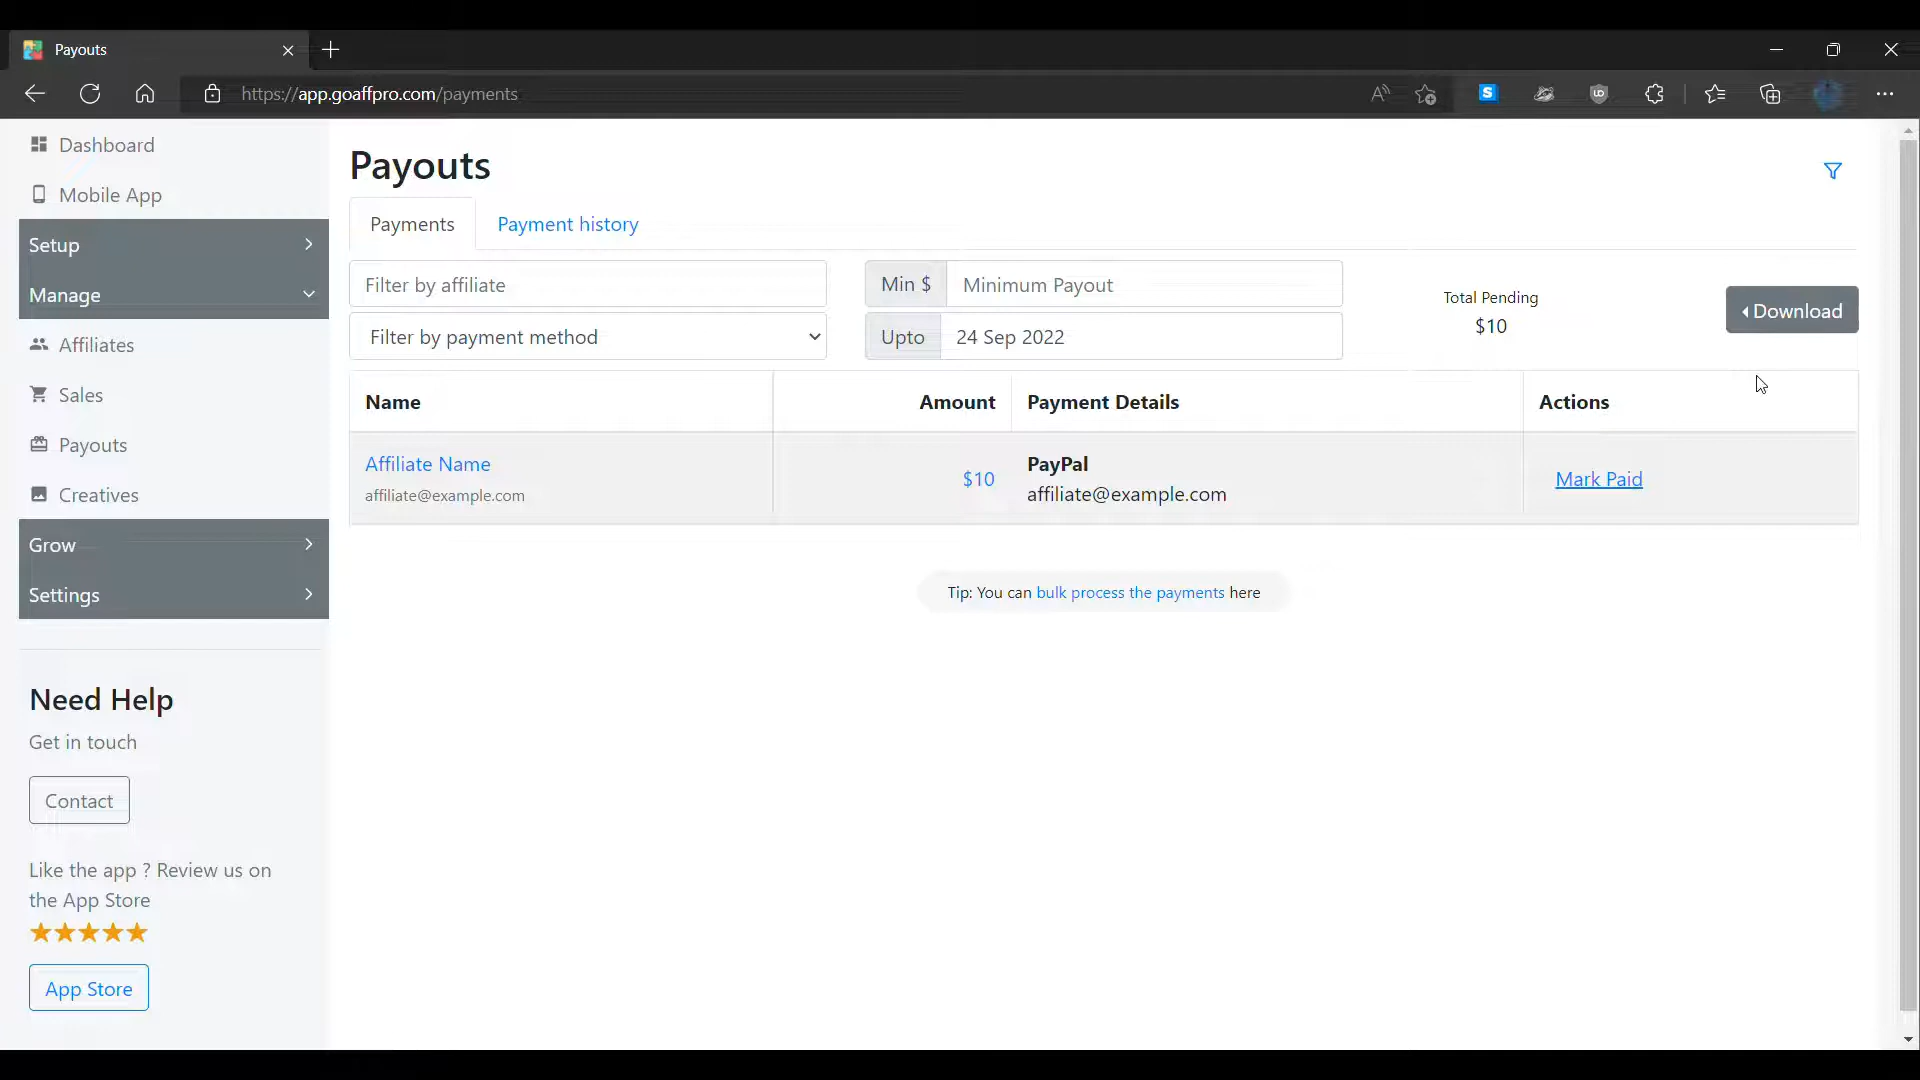 Payouts
https://app.goaffpro.com/payments
Dashboard
Mobile App
Setup
Manage
Affiliates
Sales
Payouts
Creatives
Grow
Settings
Need Help
Get in touch
Contact
Like the app ? Review us on
the App Store
App Store
Payouts
Payments Payment history
Filter by affiliate
Min $ Minimum Payout
Filter by payment method
Upto 24 Sep 2022
Total Pending
$10
Download
Name Amount Payment Details Actions
Affiliate Name
affiliate@example.com
$10
PayPal
affiliate@example.com
Mark Paid
Tip: You can bulk process the payments here